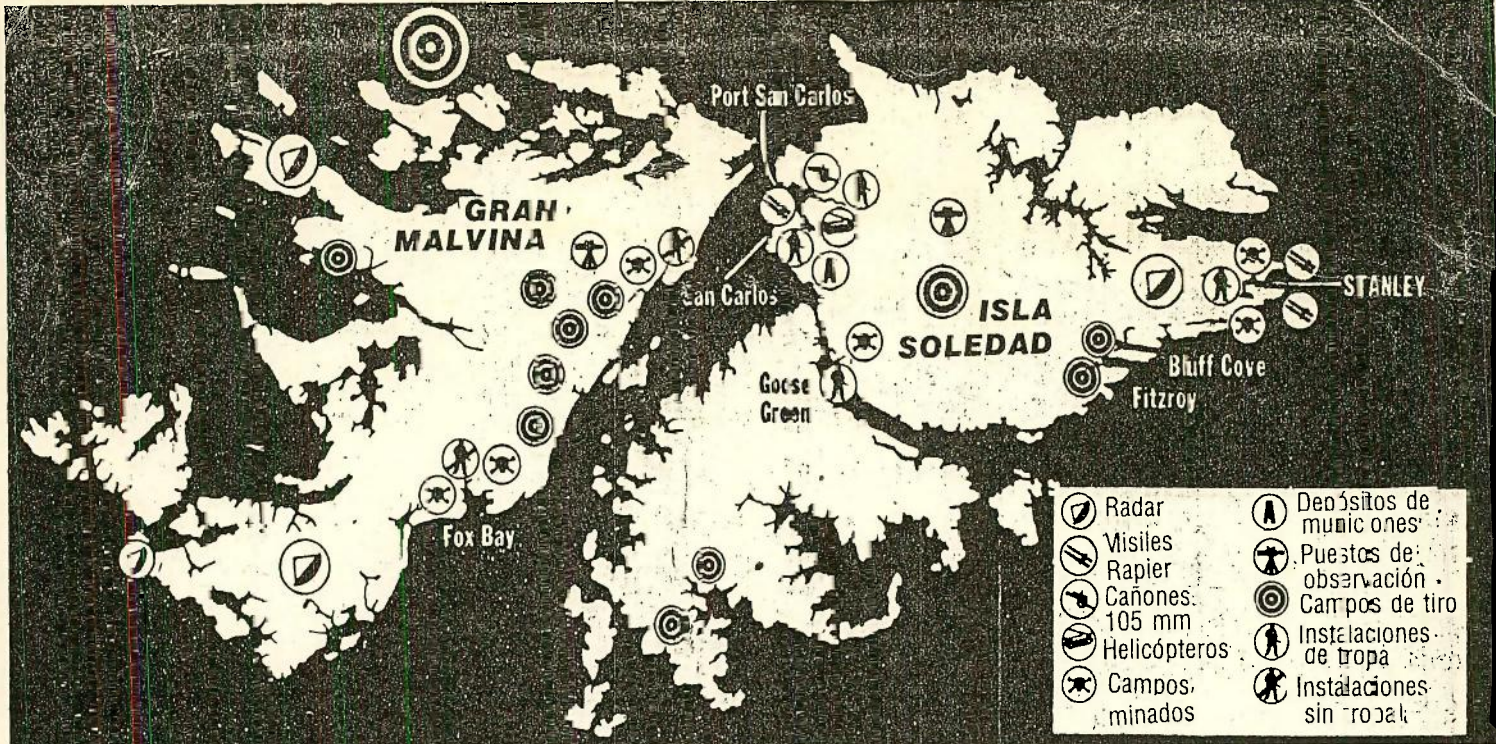 Port San Carlos
GRAN
MALVINA
San Carlos
ISLA
SOLEDAD
STANLEY
Goose
Green
Bluff Cove
Fitzroy
Fox Bay
Radar
Misiles
Rapier
Cañones
105 mm
Helicópteros
Campos
minados
Depósitos de
municiones
Puestos de
observación
Campos de tiro
Instalaciones
de tropa
Instalaciones
sin tropa